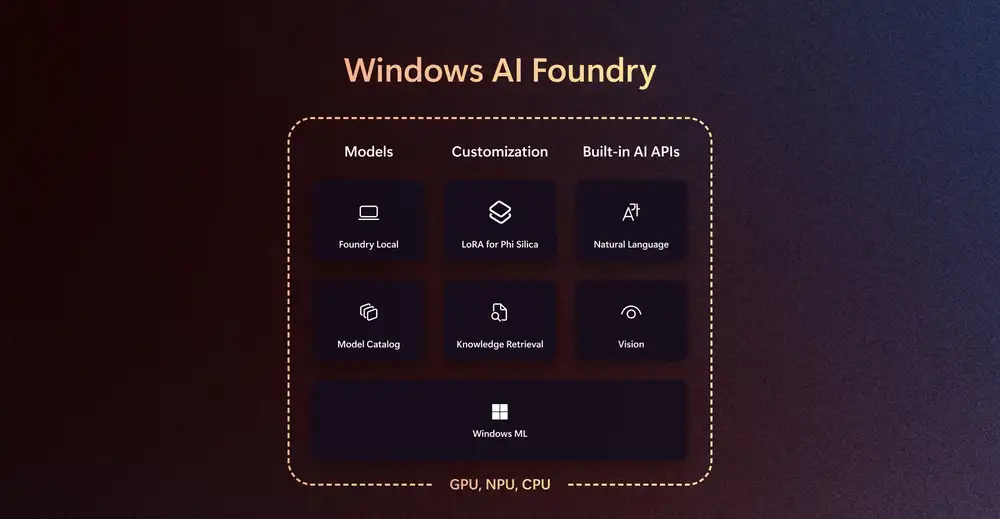 Windows AI Foundry
Models
Customization
Built-in AI APIs
Foundry Local
LoRA for Phi Silica
Natural Language
Model Catalog
Knowledge Retrieval
Vision
Windows ML
GPU, NPU, CPU